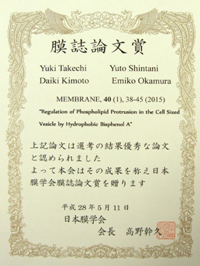 膜誌論文賞
Yuki Takechi Yuto Shintani
Daiki Kimoto Emiko Okamura
MEMBRANE, 40 (1), 38-45 (2015)
"Regulation of Phospholipid Protrusion in the Cell Sized
Vesicle by Hydrophobic Bisphenol A"
上記論文は選考の結果優秀な論文
と認められました
よって本会はその成果を称え日本
膜学会膜誌論文賞を贈ります
平成28年5月11日
日本膜学会
会長 高野幹久